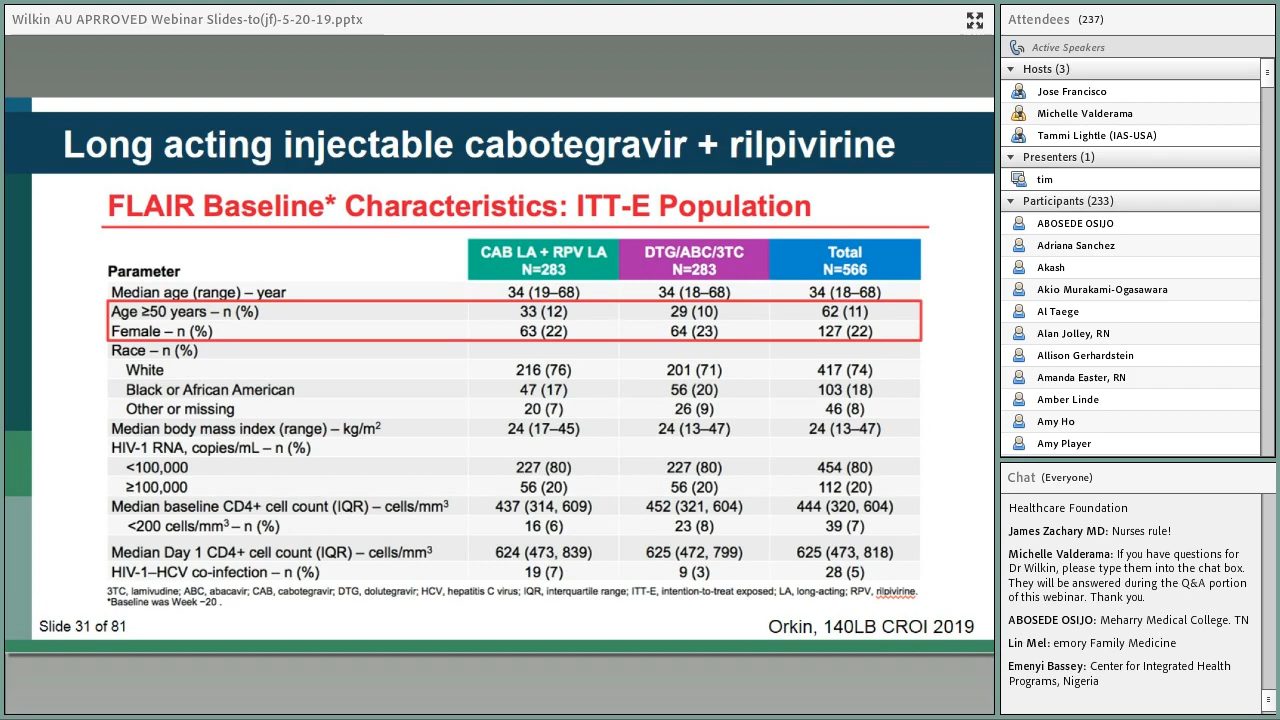 Wilkin AU APRROVED Webinar Slides-to(jf)-5-20-19.pptx
Long acting injectable cabotegravir + rilpivirine
FLAIR Baseline* Characteristics: ITT-E Population
Parameter CAB LA + RPV LA N=283 DTG/ABC/3TC N=283 Total N=566
Median age (range) – year 34 (19–68) 34 (18–68) 34 (18–68)
Age ≥50 years – n (%) 33 (12) 29 (10) 62 (11)
Female – n (%) 63 (22) 64 (23) 127 (22)
Race – n (%)
White 216 (76) 201 (71) 417 (74)
Black or African American 47 (17) 56 (20) 103 (18)
Other or missing 20 (7) 26 (9) 46 (8)
Median body mass index (range) – kg/m² 24 (17–45) 24 (13–47) 24 (13–47)
HIV-1 RNA, copies/mL – n (%)
<100,000 227 (80) 227 (80) 454 (80)
≥100,000 56 (20) 56 (20) 112 (20)
Median baseline CD4+ cell count (IQR) – cells/mm³ 437 (314, 609) 452 (321, 604) 444 (320, 604)
<200 cells/mm³ – n (%) 16 (6) 23 (8) 39 (7)
Median Day 1 CD4+ cell count (IQR) – cells/mm³ 624 (473, 839) 625 (472, 799) 625 (473, 818)
HIV-1–HCV co-infection – n (%) 19 (7) 9 (3) 28 (5)
3TC, lamivudine; ABC, abacavir; CAB, cabotegravir; DTG, dolutegravir; HCV, hepatitis C virus; IQR, interquartile range; ITT-E, intention-to-treat exposed; LA, long-acting; RPV, rilpivirine.
*Baseline was Week −20 .
Slide 31 of 81
Orkin, 140LB CROI 2019
Attendees (237)
Active Speakers
Hosts (3)
Jose Francisco
Michelle Valderama
Tammi Lightle (IAS-USA)
Presenters (1)
tim
Participants (233)
ABOSEDE OSIJO
Adriana Sanchez
Akash
Akio Murakami-Ogasawara
Al Taege
Alan Jolley, RN
Allison Gerhardstein
Amanda Easter, RN
Amber Linde
Amy Ho
Amy Player
Chat (Everyone)
Healthcare Foundation
James Zachary MD: Nurses rule!
Michelle Valderama: If you have questions for
Dr Wilkin, please type them into the chat box.
They will be answered during the Q&A portion
of this webinar. Thank you.
ABOSEDE OSIJO: Meharry Medical College. TN
Lin Mel: emory Family Medicine
Emenyi Bassey: Center for Integrated Health
Programs, Nigeria